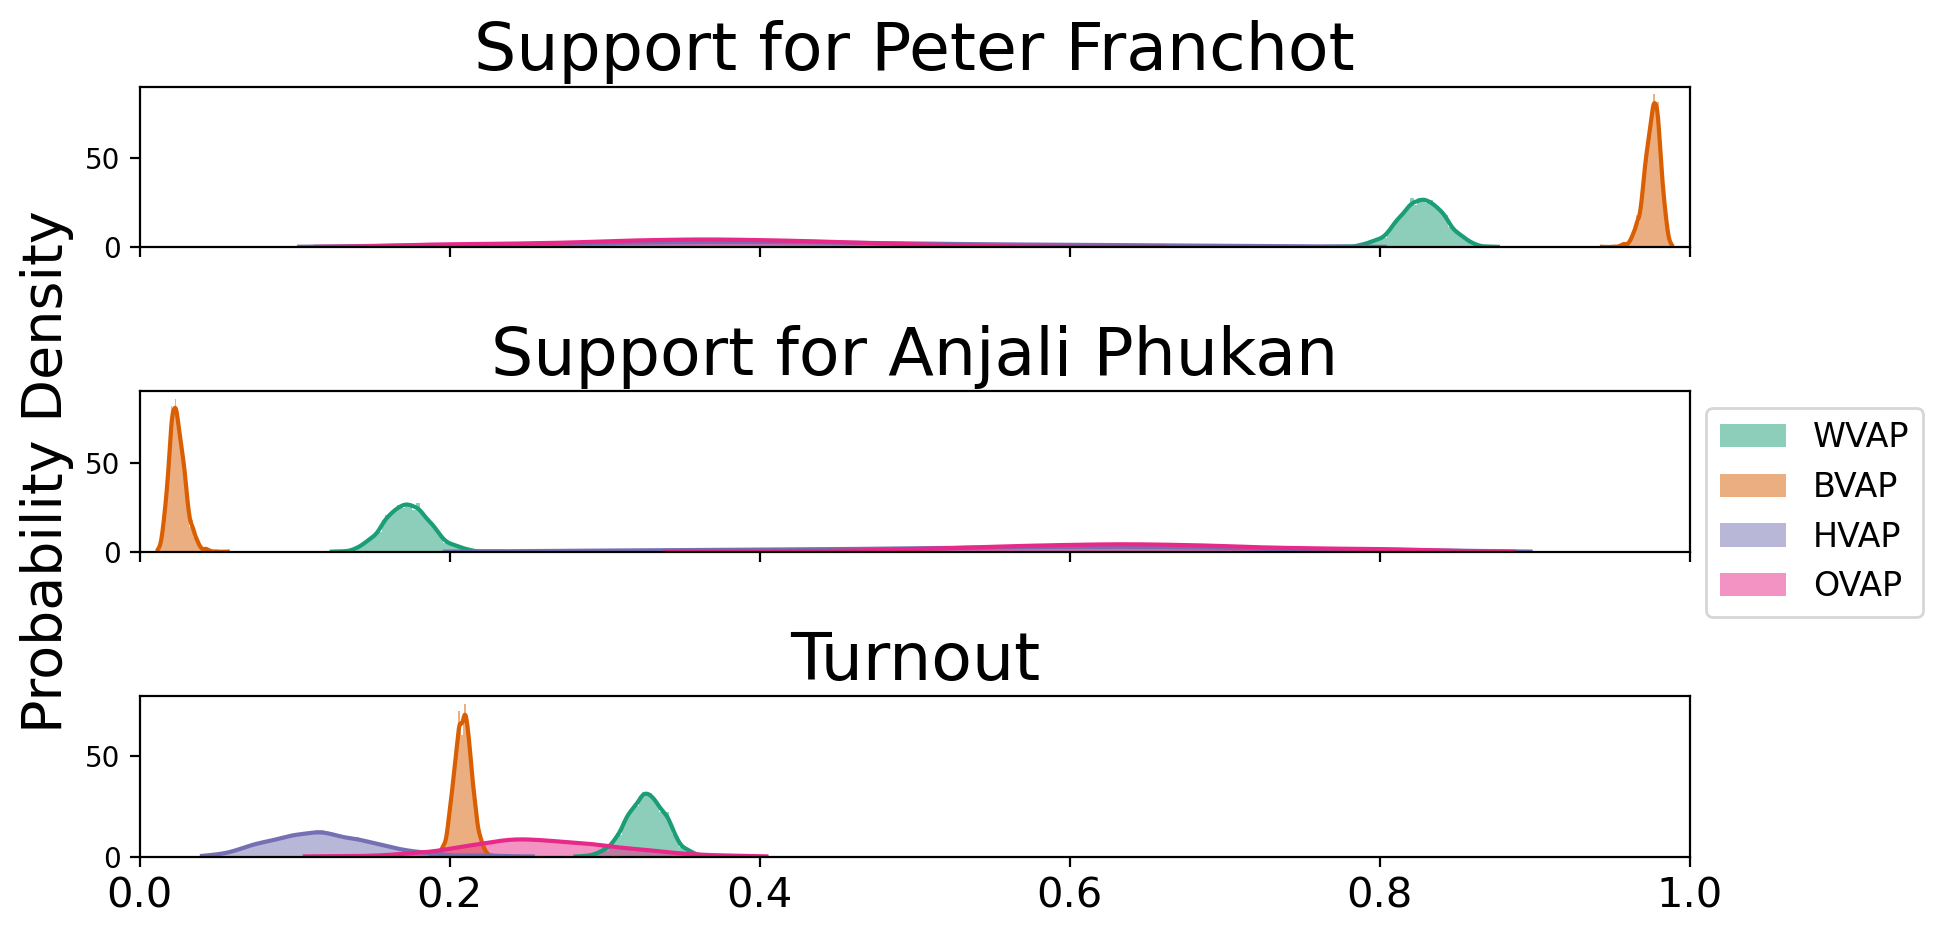 Support for Peter Franchot
50
0
Support for Anjali Phukan
50
0
Probability Density
WVAP
BVAP
HVAP
OVAP
Turnout
50
0
0.0 0.2 0.4 0.6 0.8 1.0